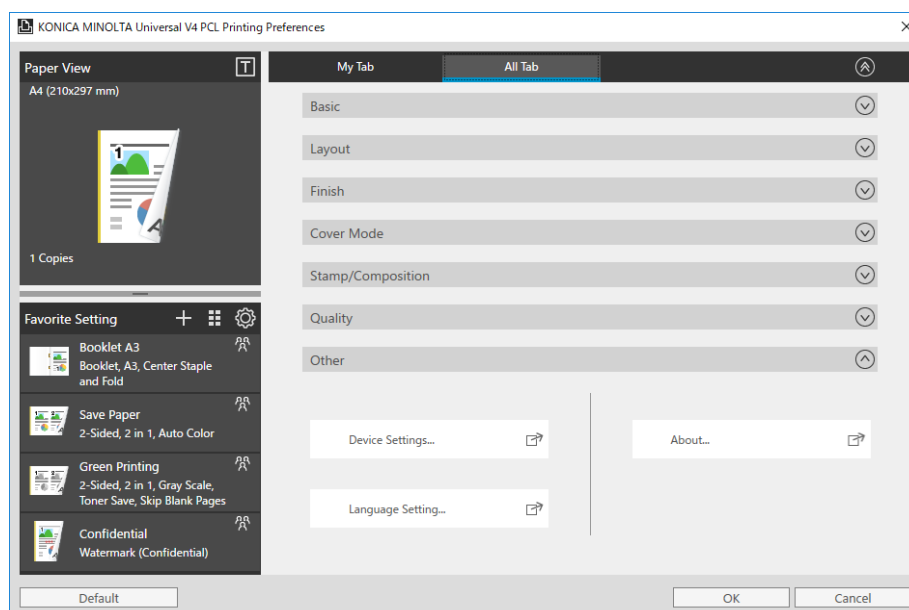 KONICA MINOLTA Universal V4 PCL Printing Preferences
Paper View
T
A4 (210x297 mm)
1
A
1 Copies
Favorite Setting
Booklet A3
Booklet, A3, Center Staple
and Fold
Save Paper
2-Sided, 2 in 1, Auto Color
Green Printing
2-Sided, 2 in 1, Gray Scale,
Toner Save, Skip Blank Pages
Confidential
Watermark (Confidential)
My Tab
All Tab
Basic
Layout
Finish
Cover Mode
Stamp/Composition
Quality
Other
Device Settings...
About...
Language Setting...
Default
OK
Cancel